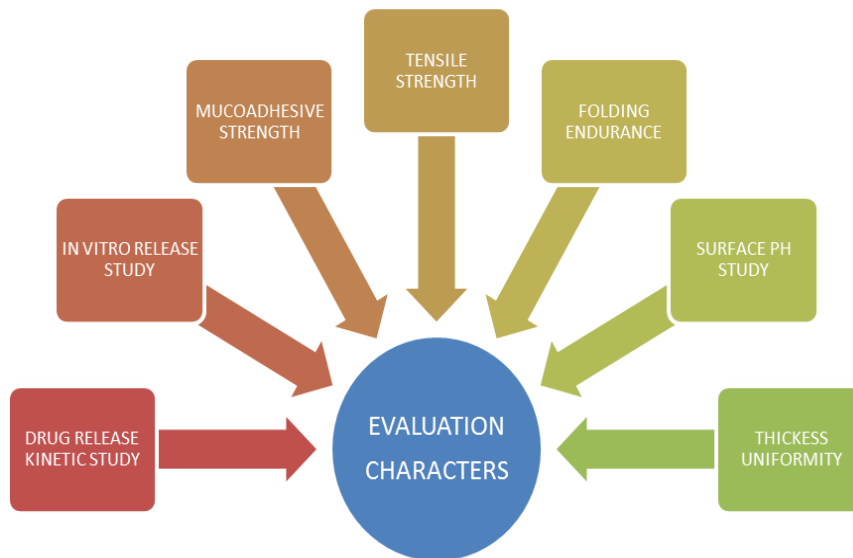 TENSILE
STRENGTH
MUCOADHESIVE
STRENGTH
FOLDING
ENDURANCE
IN VITRO RELEASE
STUDY
SURFACE PH
STUDY
DRUG RELEASE
KINETIC STUDY
EVALUATION
CHARACTERS
THICKESS
UNIFORMITY